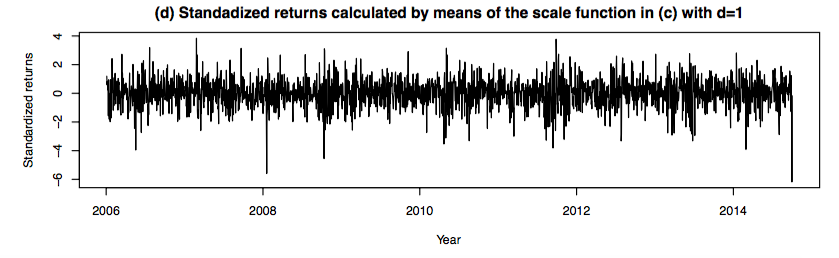 (d) Standadized returns calculated by means of the scale function in (c) with d=1
Standardized returns
4
2
0
−2
−4
−6
2006 2008 2010 2012 2014
Year